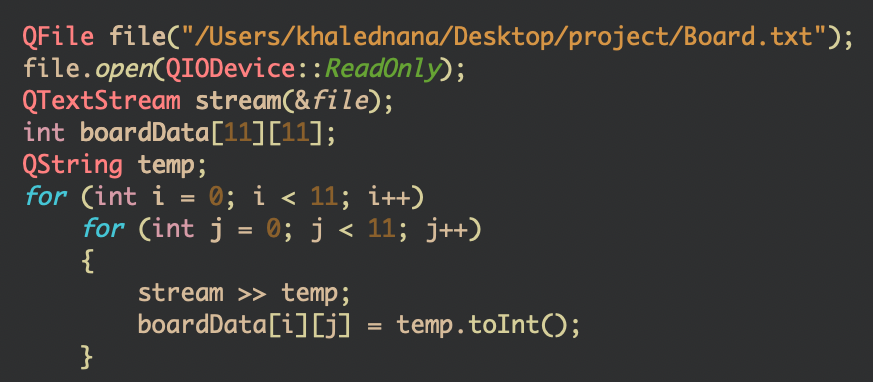 QFile file("/Users/khalednana/Desktop/project/Board.txt");
file.open(QIODevice::ReadOnly);
QTextStream stream(&file);
int boardData[11][11];
QString temp;
for (int i = 0; i < 11; i++)
    for (int j = 0; j < 11; j++)
    {
        stream >> temp;
        boardData[i][j] = temp.toInt();
    }